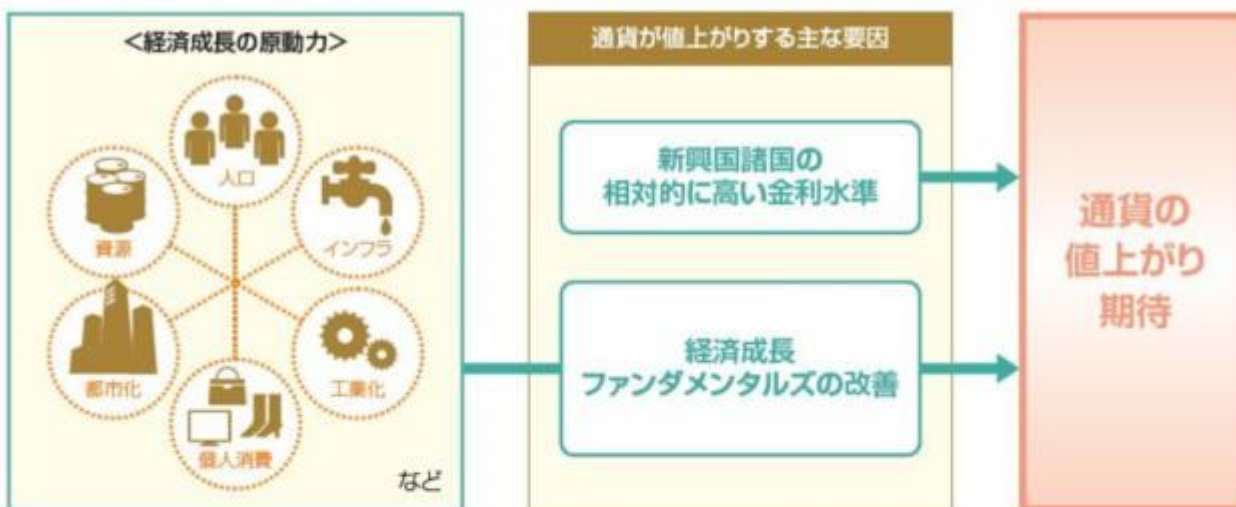 <経済成長の原動力>
人口
資源
インフラ
都市化
工業化
個人消費
など
通貨が値上がりする主な要因
新興国諸国の
相対的に高い金利水準
経済成長
ファンダメンタルズの改善
通貨の
値上がり
期待